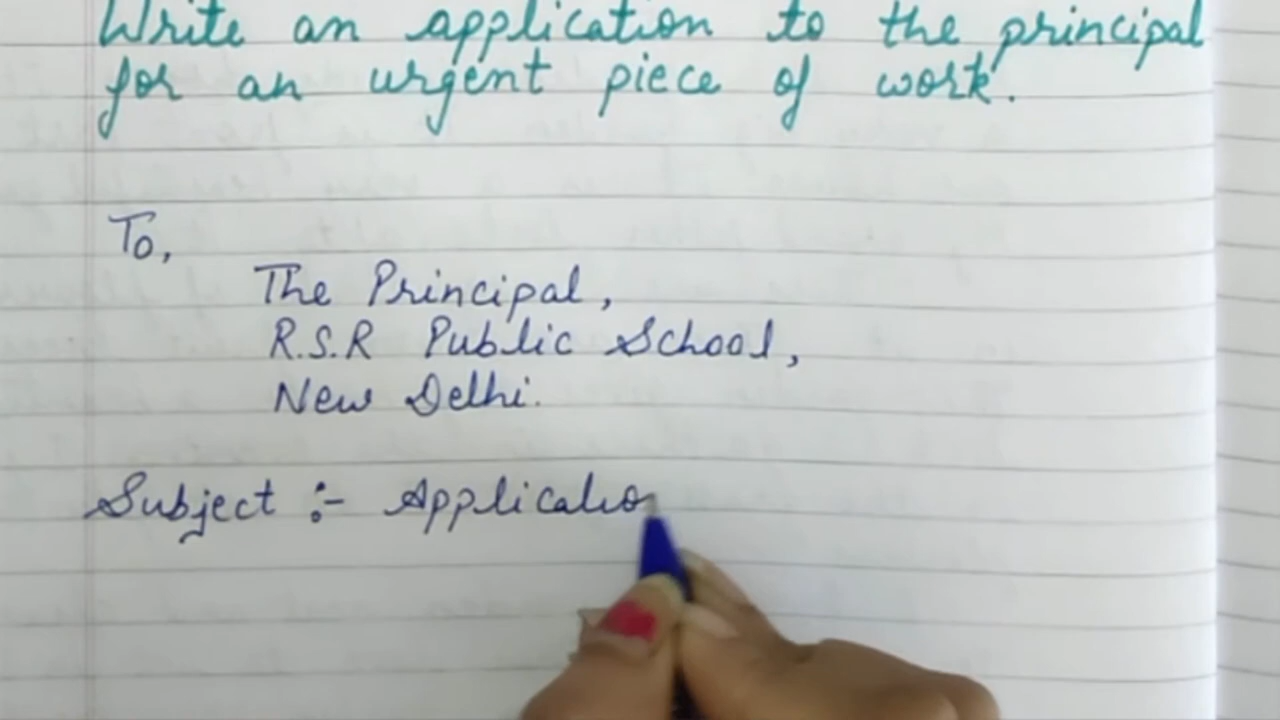 Write an application to the principal
for an urgent piece of work.
To,
The Principal,
R.S.R Public School,
New Delhi.
Subject :- Applicatio